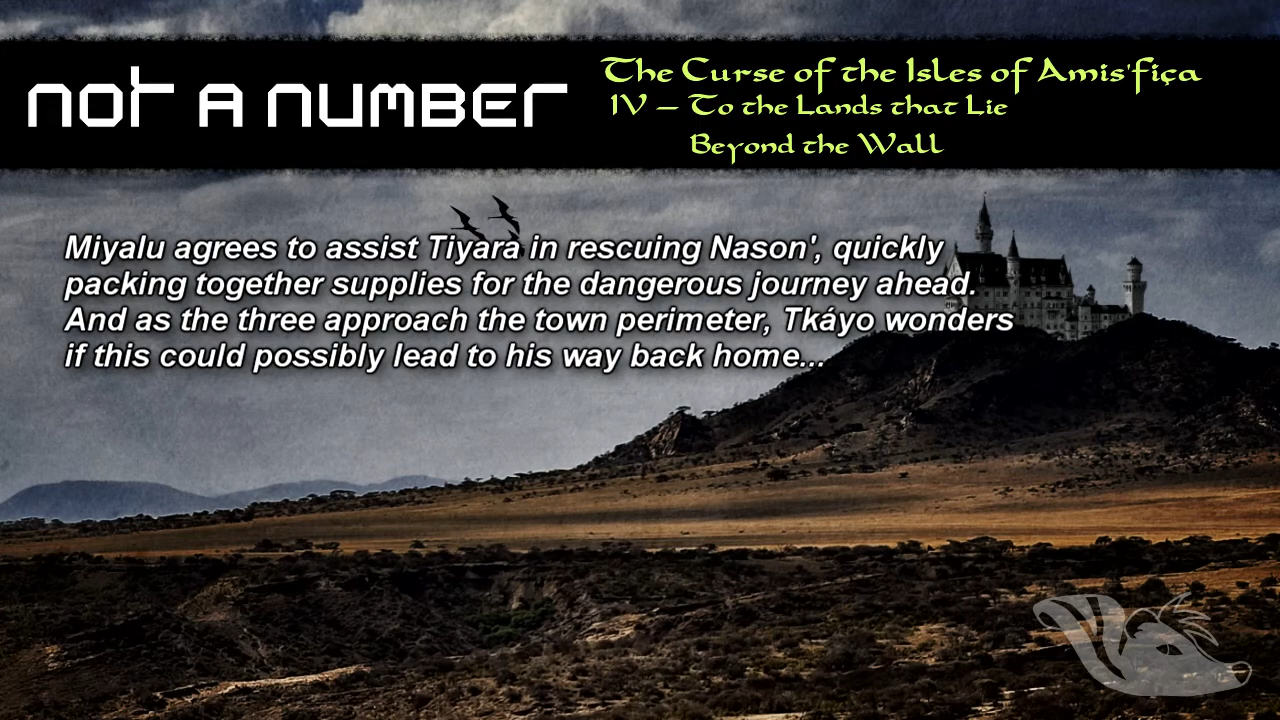 not a number
The Curse of the Isles of Amis'fiça
IV – To the Lands that Lie
Beyond the Wall
Miyalu agrees to assist Tiyara in rescuing Nason', quickly
packing together supplies for the dangerous journey ahead.
And as the three approach the town perimeter, Tkáyo wonders
if this could possibly lead to his way back home...